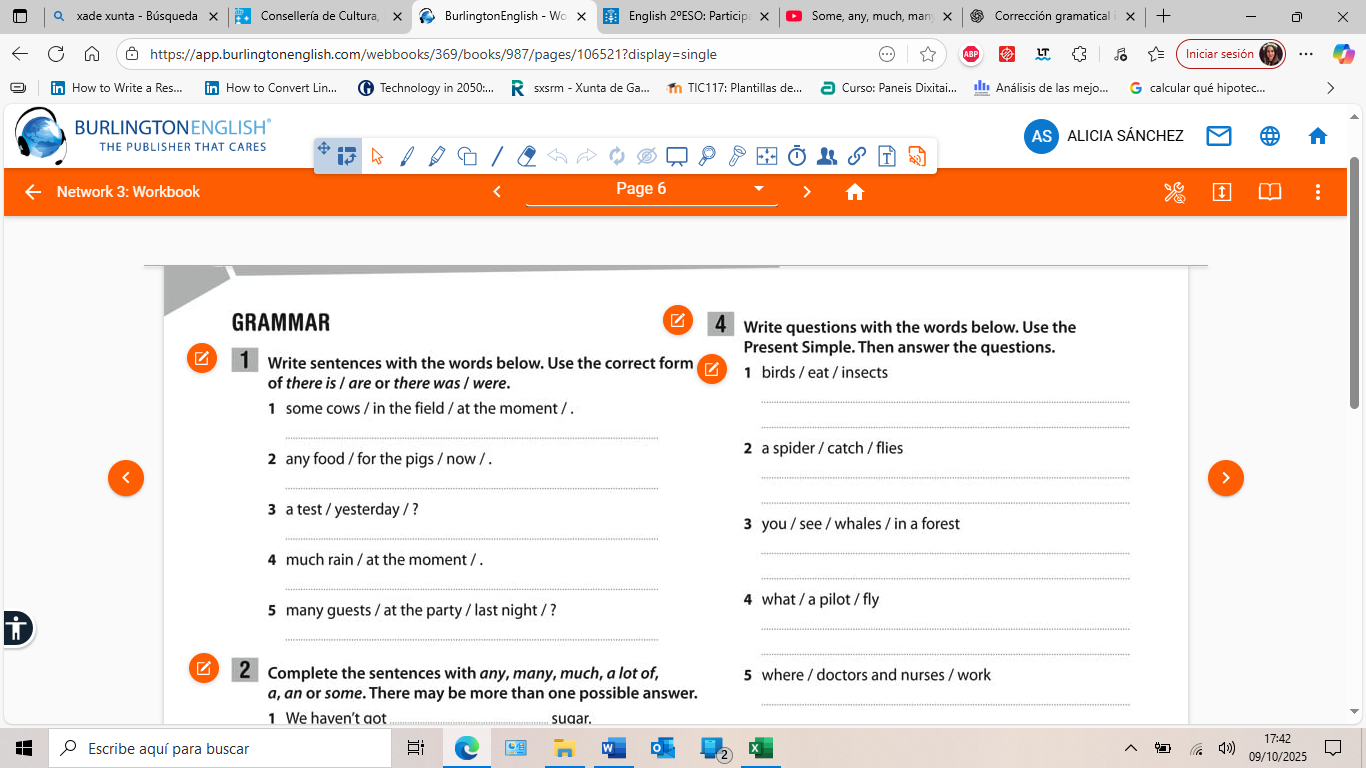 xade xunta - Búsqueda
Consellería de Cultura,
BurlingtonEnglish - Wo
English 2ºESO: Particip
Some, any, much, many
Corrección gramatical i
https://app.burlingtonenglish.com/webbooks/369/books/987/pages/106521?display=single
ABP
LT
Iniciar sesión
How to Write a Res...
How to Convert Lin...
Technology in 2050:...
sxsrm - Xunta de Ga...
TIC117: Plantillas de...
Curso: Paneis Dixitai...
Análisis de las mejo...
calcular qué hipotec...
BURLINGTONENGLISH®
THE PUBLISHER THAT CARES
AS
ALICIA SÁNCHEZ
Network 3: Workbook
Page 6
GRAMMAR
1 Write sentences with the words below. Use the correct form
of there is / are or there was / were.
1 some cows / in the field / at the moment / .
2 any food / for the pigs / now / .
3 a test / yesterday / ?
4 much rain / at the moment / .
5 many guests / at the party / last night / ?
2 Complete the sentences with any, many, much, a lot of,
a, an or some. There may be more than one possible answer.
1 We haven't got ........................ sugar.
4 Write questions with the words below. Use the
Present Simple. Then answer the questions.
1 birds / eat / insects
2 a spider / catch / flies
3 you / see / whales / in a forest
4 what / a pilot / fly
5 where / doctors and nurses / work
Escribe aquí para buscar
2
17:42
09/10/2025